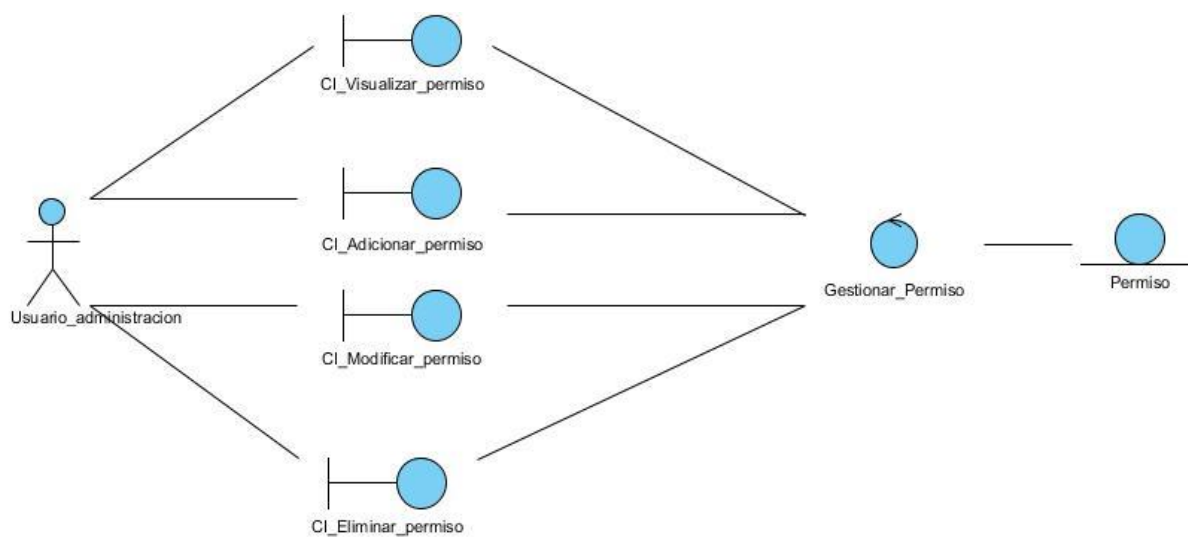 CI_Visualizar_permiso
CI_Adicionar_permiso
Usuario_administracion
CI_Modificar_permiso
CI_Eliminar_permiso
Gestionar_Permiso
Permiso